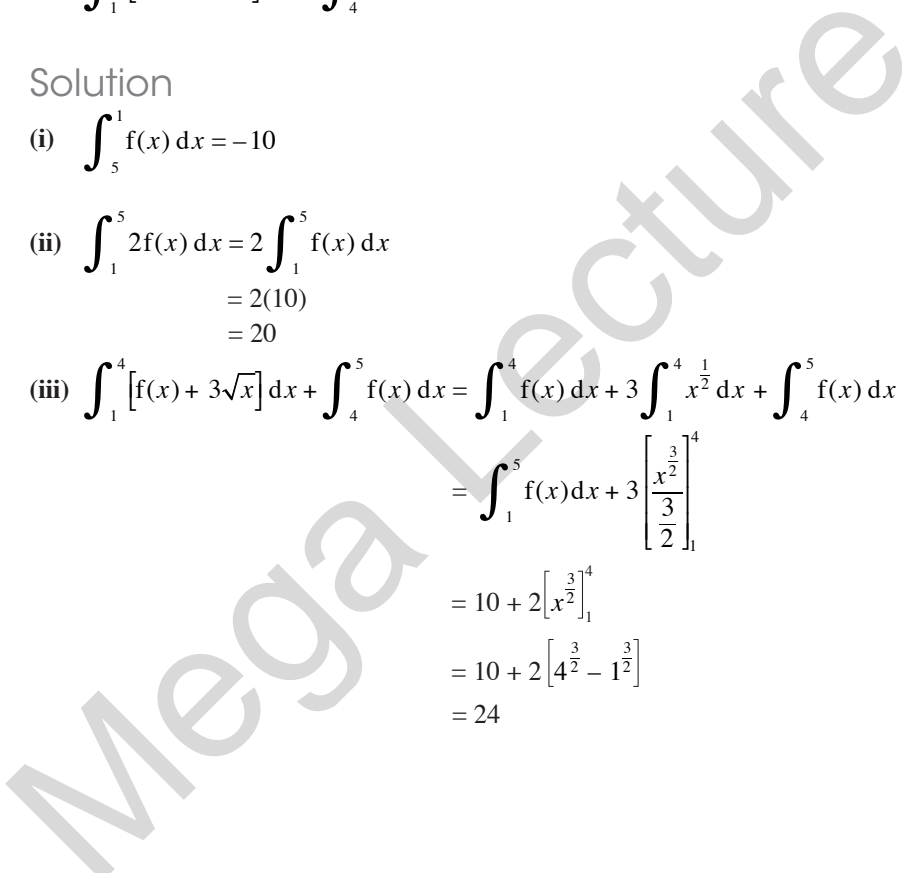 ∫₁ [ ] ∫₄
Solution
(i) ∫₅¹ f(x) dx = –10
(ii) ∫₁⁵ 2f(x) dx = 2 ∫₁⁵ f(x) dx
= 2(10)
= 20
(iii) ∫₁⁴ [f(x) + 3√x] dx + ∫₄⁵ f(x) dx = ∫₁⁴ f(x) dx + 3 ∫₁⁴ x^(1/2) dx + ∫₄⁵ f(x) dx
= ∫₁⁵ f(x)dx + 3 [x^(3/2) / (3/2)]₁⁴
= 10 + 2[x^(3/2)]₁⁴
= 10 + 2[4^(3/2) – 1^(3/2)]
= 24
Mega Lecture